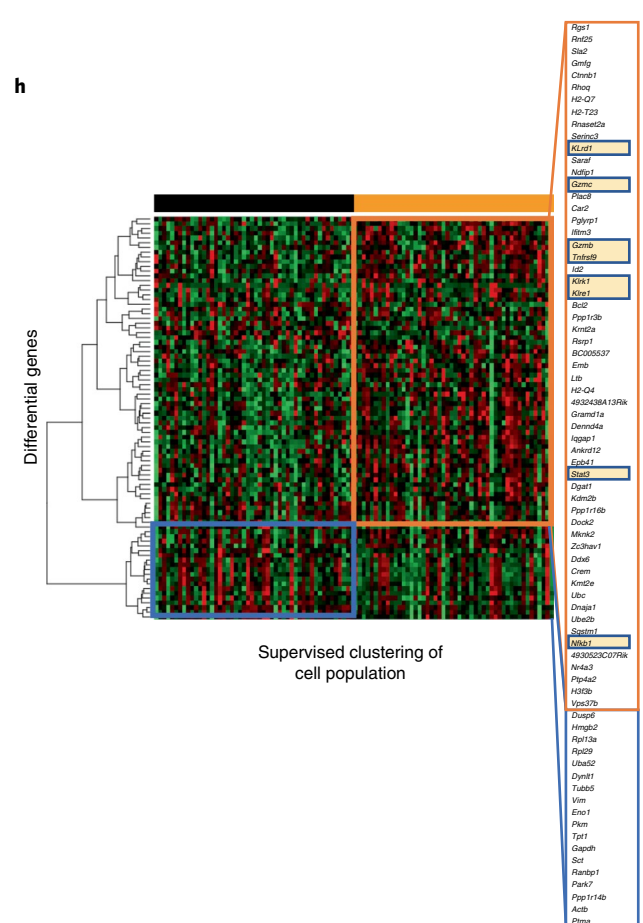 h
Differential genes
Supervised clustering of
cell population
Rgs1
Rnf25
Sla2
Gmfg
Ctnnb1
Rhoq
H2-Q7
H2-T23
Rnaset2a
Serinc3
KLrd1
Saraf
Ndfip1
Gzmc
Plac8
Car2
Pglyrp1
Ifitm3
Gzmb
Tnfrsf9
Id2
Klrk1
Klre1
Bcl2
Ppp1r3b
Krnt2a
Rsrp1
BC005537
Emb
Ltb
H2-Q4
4932438A13Rik
Gramd1a
Dennd4a
Iqgap1
Ankrd12
Epb41
Stat3
Dgat1
Kdm2b
Ppp1r16b
Dock2
Mknk2
Zc3hav1
Ddx6
Crem
Kmt2e
Ubc
Dnaja1
Ube2b
Sqstm1
Nfkb1
4930523C07Rik
Nr4a3
Ptp4a2
H3f3b
Vps37b
Dusp6
Hmgb2
Rpl13a
Rpl29
Uba52
Dynlt1
Tubb5
Vim
Eno1
Pkm
Tpt1
Gapdh
Sct
Ranbp1
Park7
Ppp1r14b
Actb
Ptma